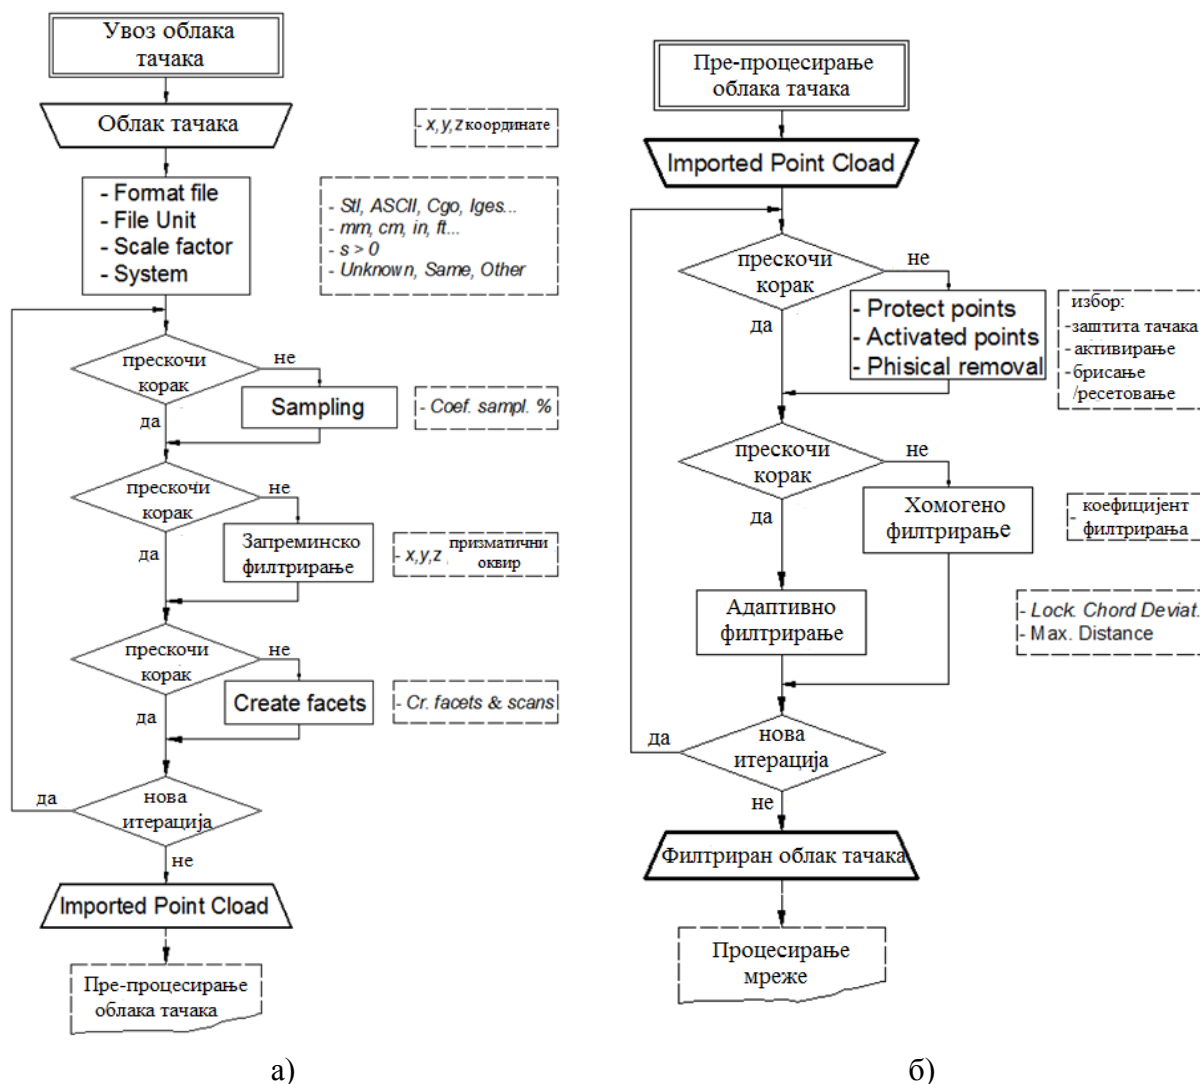 Увоз облака
тачака
Облак тачака
- x,y,z координате
- Format file
- File Unit
- Scale factor
- System
- Stl, ASCII, Cgo, Iges...
- mm, cm, in, ft...
- s > 0
- Unknown, Same, Other
прескочи
корак
не
да
Sampling
- Coef. sampl. %
прескочи
корак
не
да
Запреминско
филтрирање
- x,y,z призматични
оквир
прескочи
корак
не
да
Create facets
- Cr. facets & scans
нова
итерација
да
не
Imported Point Cload
Пре-процесирање
облака тачака
а)
Пре-процесирање
облака тачака
Imported Point Cload
прескочи
корак
не
да
- Protect points
- Activated points
- Phisical removal
избор:
-заштита тачака
- активирање
- брисање
/ресетовање
прескочи
корак
не
да
Хомогено
филтрирање
- коефицијент
филтрирања
Адаптивно
филтрирање
- Lock. Chord Deviat.
- Max. Distance
нова
итерација
да
не
Филтриран облак тачака
Процесирање
мреже
б)